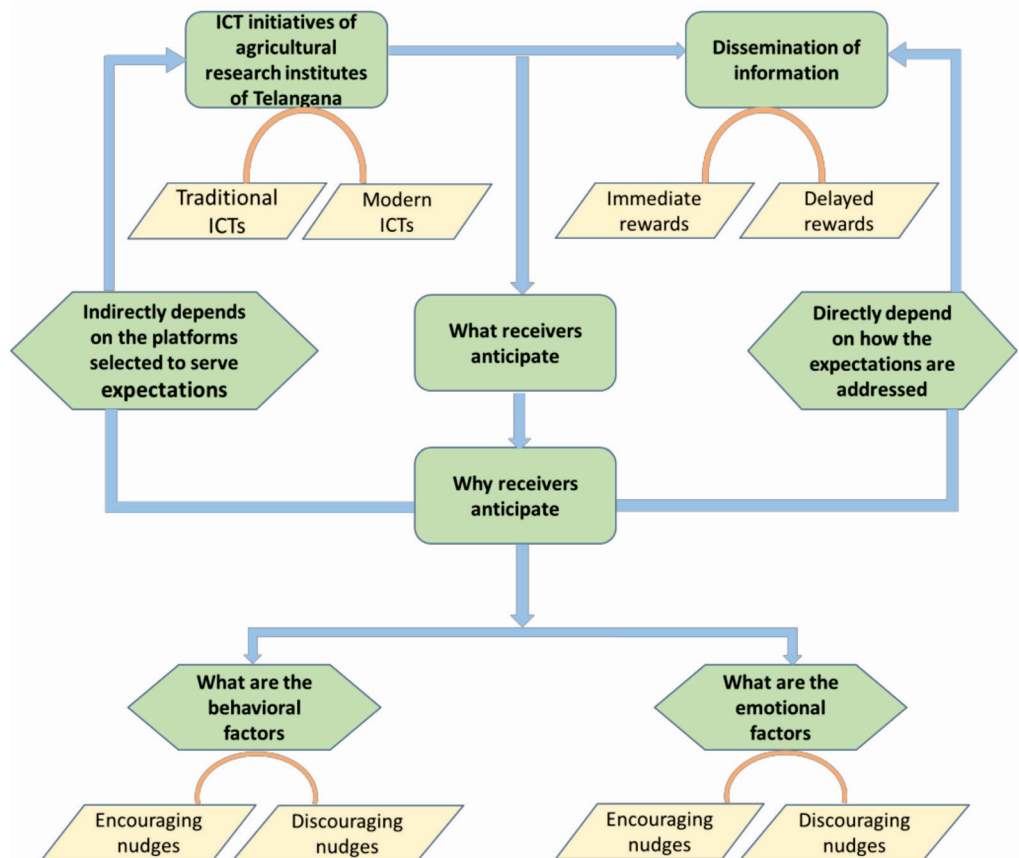 ICT initiatives of
agricultural
research institutes
of Telangana
Dissemination of
information
Traditional
ICTs
Modern
ICTs
Immediate
rewards
Delayed
rewards
Indirectly depends
on the platforms
selected to serve
expectations
What receivers
anticipate
Directly depend
on how the
expectations are
addressed
Why receivers
anticipate
What are the
behavioral
factors
What are the
emotional
factors
Encouraging
nudges
Discouraging
nudges
Encouraging
nudges
Discouraging
nudges